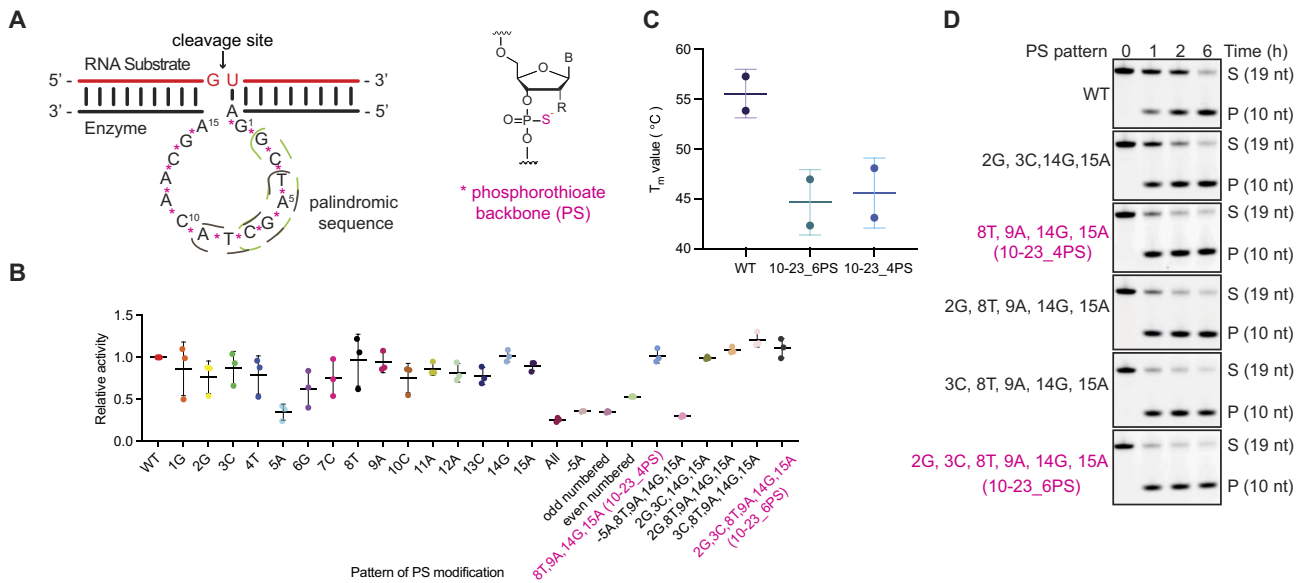 A
cleavage site
5' -
RNA Substrate
G U
- 3'
3' -
Enzyme
- 5'
A
A 15
G 1
G
C
T
A 5
G
C
T
A
C 10
A
A
C
G
palindromic
sequence
O
B
O
R
O=P-S-
O
* phosphorothioate
backbone (PS)
B
Relative activity
1.5
1.0
0.5
0.0
WT
1G
2G
3C
4T
5A
6G
7C
8T
9A
10C
11A
12A
13C
14G
15A
All
-5A
odd numbered
even numbered
8T,9A,14G,15A (10-23_4PS)
-5A,8T,9A,14G,15A
2G,3C,14G,15A
2G,8T,9A,14G,15A
3C,8T,9A,14G,15A
2G,3C,8T,9A,14G,15A
(10-23_6PS)
Pattern of PS modification
C
Tm value (°C)
60
55
50
45
40
WT
10-23_6PS
10-23_4PS
D
PS pattern 0 1 2 6 Time (h)
WT
S (19 nt)
P (10 nt)
2G, 3C,14G,15A
S (19 nt)
P (10 nt)
8T, 9A, 14G, 15A
(10-23_4PS)
S (19 nt)
P (10 nt)
2G, 8T, 9A, 14G, 15A
S (19 nt)
P (10 nt)
3C, 8T, 9A, 14G, 15A
S (19 nt)
P (10 nt)
2G, 3C, 8T, 9A, 14G, 15A
(10-23_6PS)
S (19 nt)
P (10 nt)